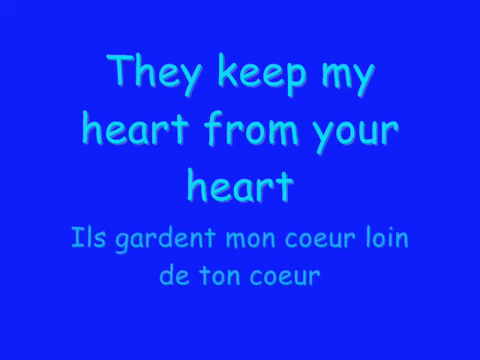 They keep my
heart from your
heart
Ils gardent mon coeur loin
de ton coeur